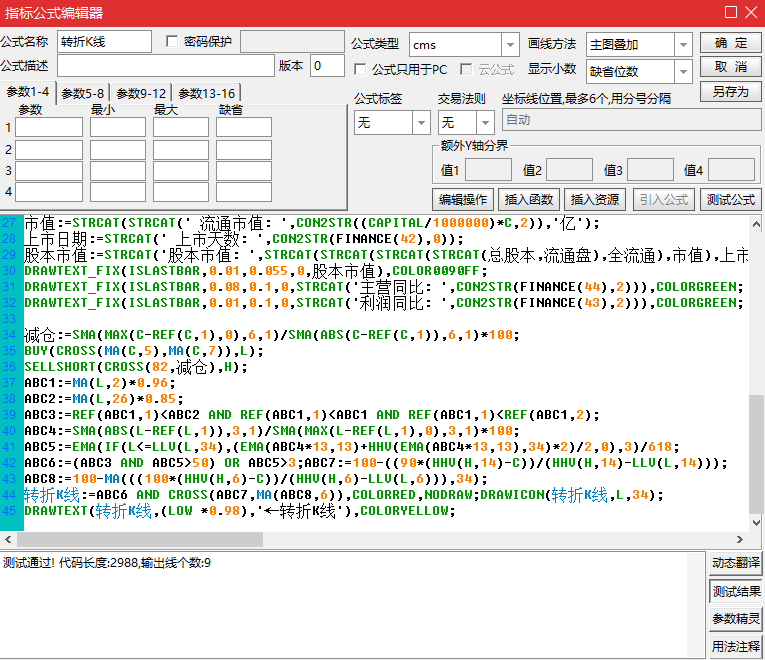 指标公式编辑器
公式名称 转折K线 密码保护 公式类型 cms 画线方法 主图叠加 确 定
公式描述 版本 0 公式只用于PC 云公式 显示小数 缺省位数 取 消
参数1-4 参数5-8 参数9-12 参数13-16 公式标签 交易法则 坐标线位置,最多6个,用分号分隔 另存为
参数 最小 最大 缺省 无 无 自动
1
2
3
4
额外Y轴分界
值1 值2 值3 值4
编辑操作 插入函数 插入资源 引入公式 测试公式
27 市值:=STRCAT(STRCAT(' 流通市值: ',CON2STR((CAPITAL/1000000)*C,2)),'亿');
28 上市日期:=STRCAT(' 上市天数: ',CON2STR(FINANCE(42),0));
29 股本市值:=STRCAT('股本市值: ',STRCAT(STRCAT(STRCAT(STRCAT(总股本,流通盘),全流通),市值),上市
30 DRAWTEXT_FIX(ISLASTBAR,0.01,0.055,0,股本市值),COLOR0090FF;
31 DRAWTEXT_FIX(ISLASTBAR,0.08,0.1,0,STRCAT('主营同比: ',CON2STR(FINANCE(44),2))),COLORGREEN;
32 DRAWTEXT_FIX(ISLASTBAR,0.01,0.1,0,STRCAT('利润同比: ',CON2STR(FINANCE(43),2))),COLORGREEN;
33
34 减仓:=SMA(MAX(C-REF(C,1),0),6,1)/SMA(ABS(C-REF(C,1)),6,1)*100;
35 BUY(CROSS(MA(C,5),MA(C,7)),L);
36 SELLSHORT(CROSS(82,减仓),H);
37 ABC1:=MA(L,2)*0.96;
38 ABC2:=MA(L,26)*0.85;
39 ABC3:=REF(ABC1,1)<ABC2 AND REF(ABC1,1)<ABC1 AND REF(ABC1,1)<REF(ABC1,2);
40 ABC4:=SMA(ABS(L-REF(L,1)),3,1)/SMA(MAX(L-REF(L,1),0),3,1)*100;
41 ABC5:=EMA(IF(L<=LLV(L,34),(EMA(ABC4*13,13)+HHV(EMA(ABC4*13,13),34)*2)/2,0),3)/618;
42 ABC6:=(ABC3 AND ABC5>50) OR ABC5>3;ABC7:=100-((90*(HHV(H,14)-C))/(HHV(H,14)-LLV(L,14)));
43 ABC8:=100-MA(((100*(HHV(H,6)-C))/(HHV(H,6)-LLV(L,6))),34);
44 转折K线:=ABC6 AND CROSS(ABC7,MA(ABC8,6)),COLORRED,NODRAW;DRAWICON(转折K线,L,34);
45 DRAWTEXT(转折K线,(LOW *0.98),'←转折K线'),COLORYELLOW;
测试通过! 代码长度:2988,输出线个数:9
动态翻译
测试结果
参数精灵
用法注释